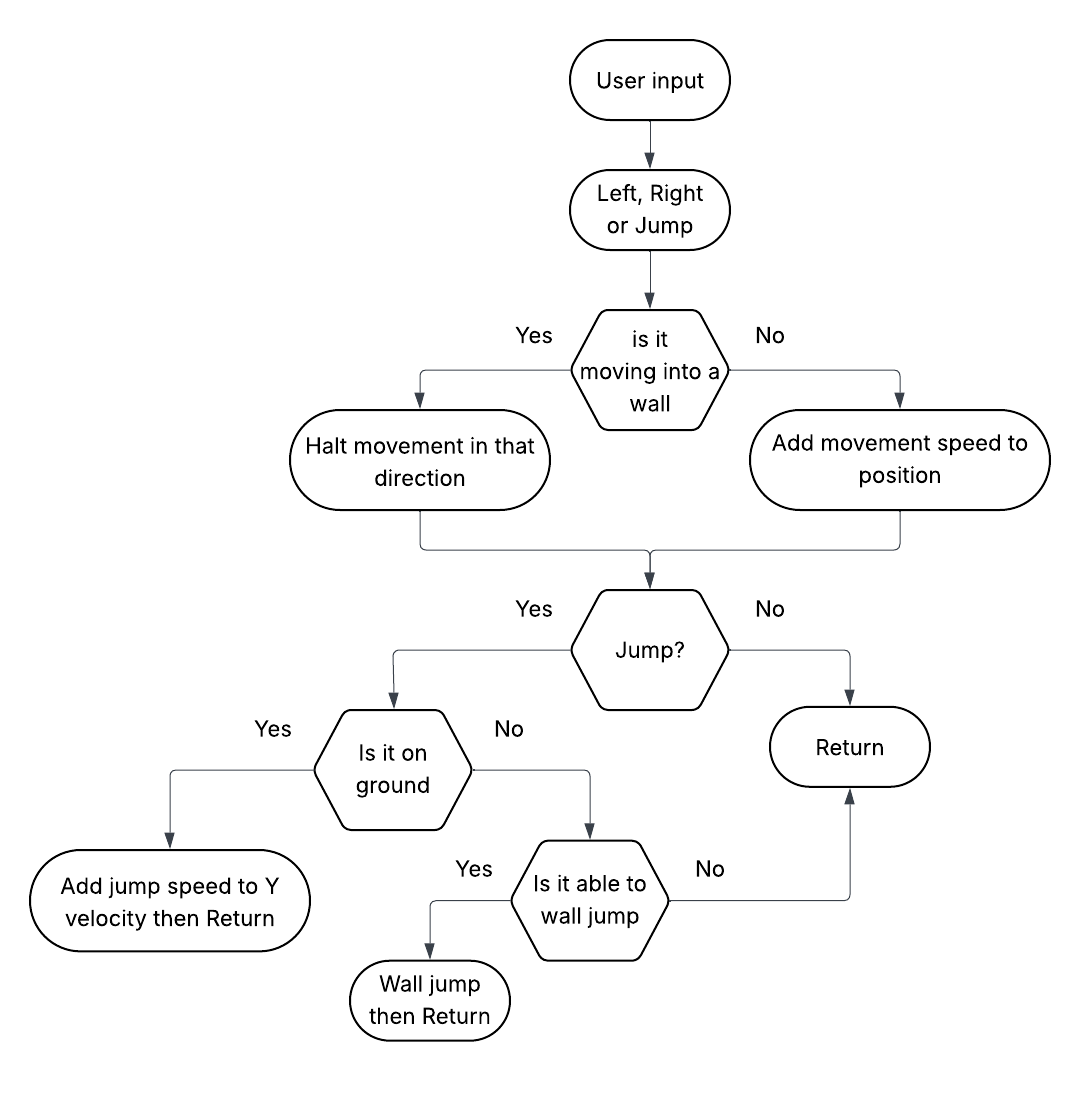 User input
Left, Right
or Jump
Yes
No
is it
moving into a
wall
Halt movement in that
direction
Add movement speed to
position
Yes
No
Jump?
Yes
No
Is it on
ground
Return
Yes
No
Is it able to
wall jump
Add jump speed to Y
velocity then Return
Wall jump
then Return